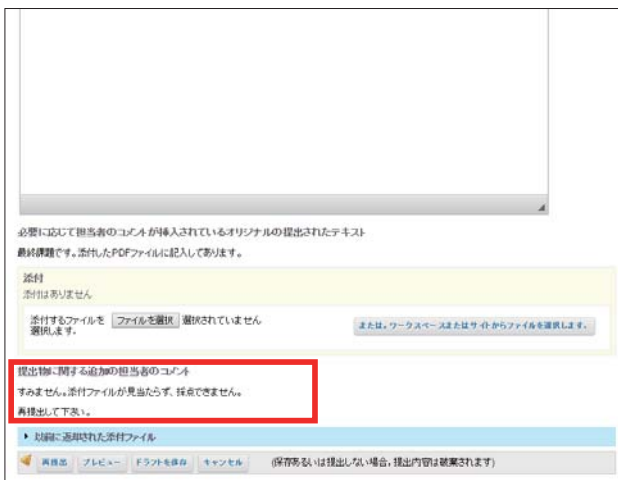 必要に応じて担当者のコメントが挿入されているオリジナルの提出されたテキスト
最終課題です。添付したPDFファイルに記入してあります。
添付
添付はありません
添付するファイルを ファイルを選択 選択されていません
選択します. または、ワークスペースまたはサイトからファイルを選択します.
提出物に関する追加の担当者のコメント
すみません。添付ファイルが見当たらず、採点できません。
再提出して下さい。
以前に返却された添付ファイル
再提出 プレビュー ドラフトを保存 キャンセル (保存あるいは提出しない場合,提出内容は破棄されます)